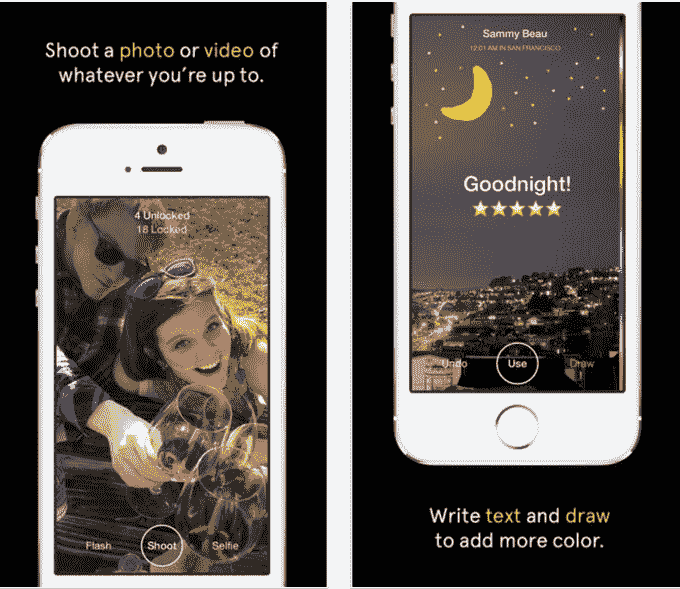 Shoot a photo or video of
whatever you're up to.
4 Unlocked
18 Locked
Flash
Shoot
Selfie
Sammy Beau
12:01 AM IN SAN FRANCISCO
Goodnight!
Undo
Use
Draw
Write text and draw
to add more color.